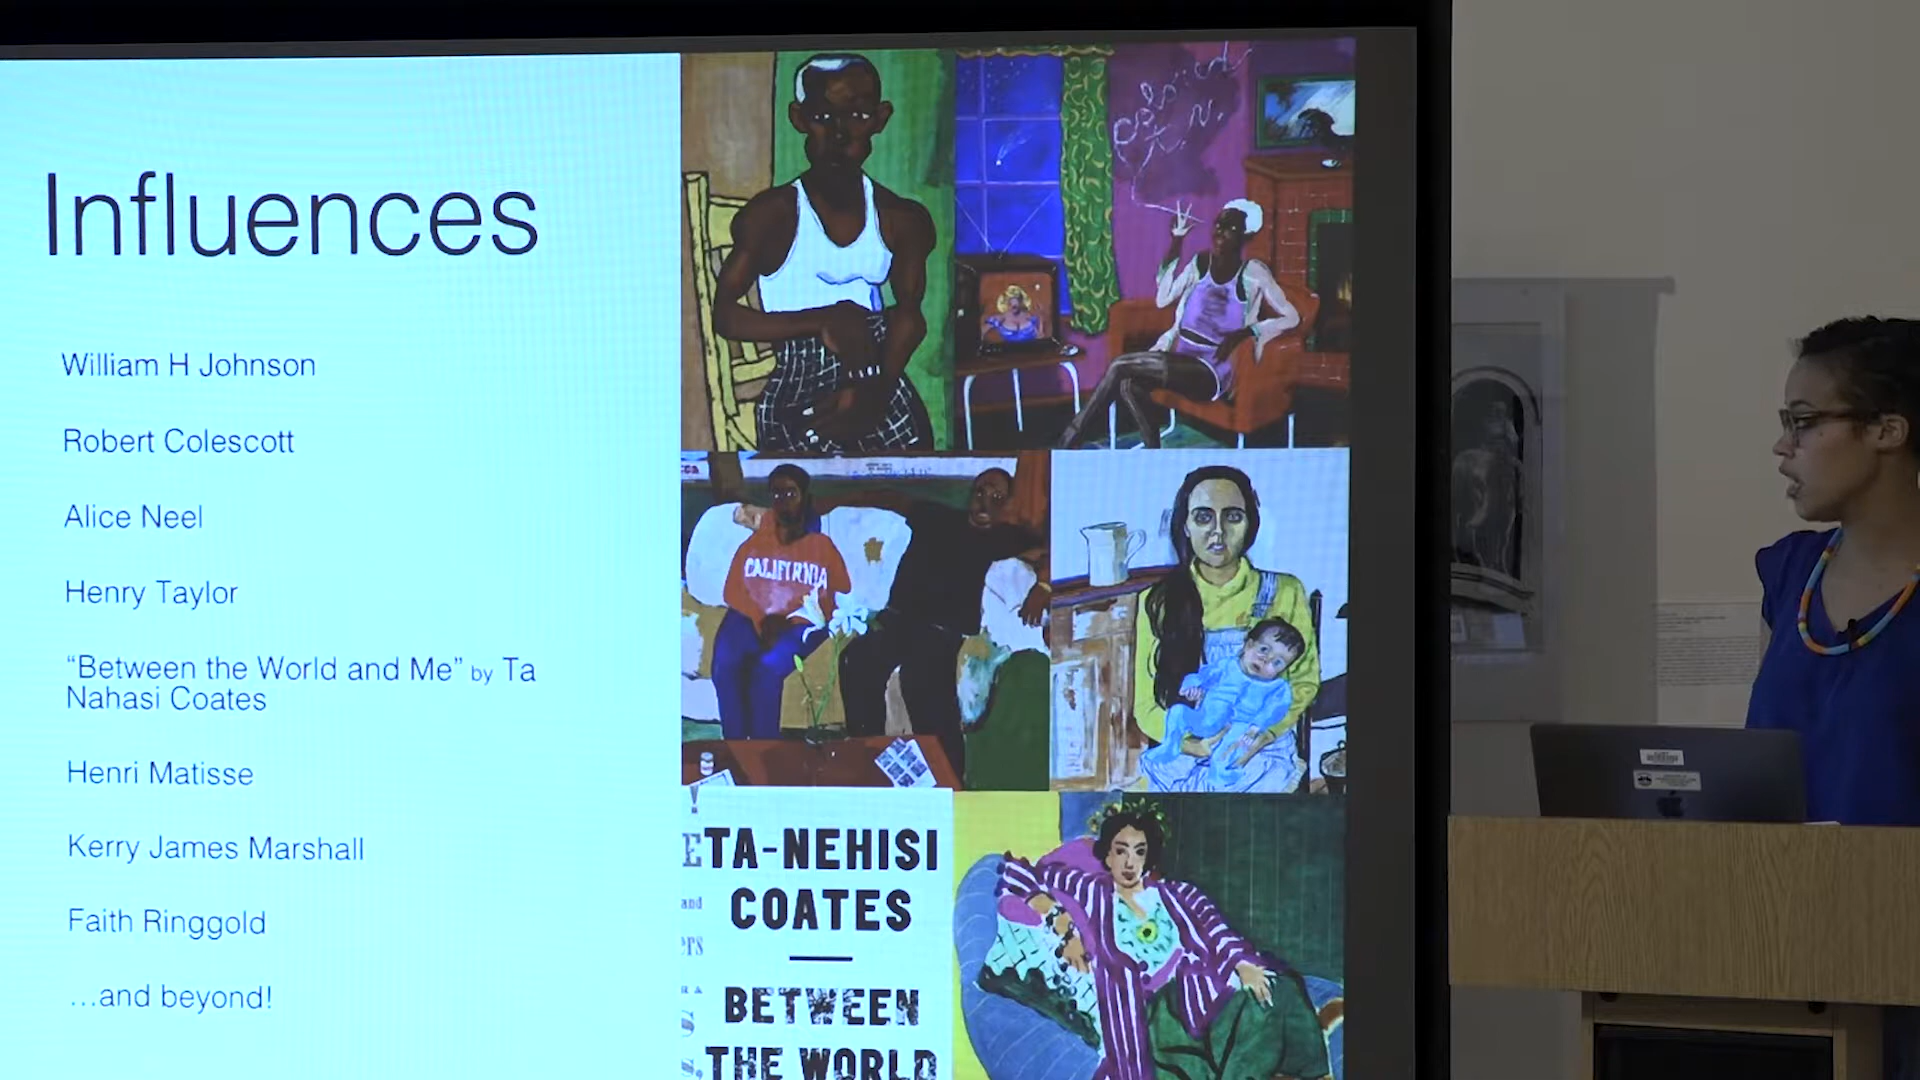 Influences
William H Johnson
Robert Colescott
Alice Neel
Henry Taylor
“Between the World and Me” by Ta
Nahasi Coates
Henri Matisse
Kerry James Marshall
Faith Ringgold
...and beyond!
CALIFORNIA
TA-NEHISI
COATES
BETWEEN
THE WORLD